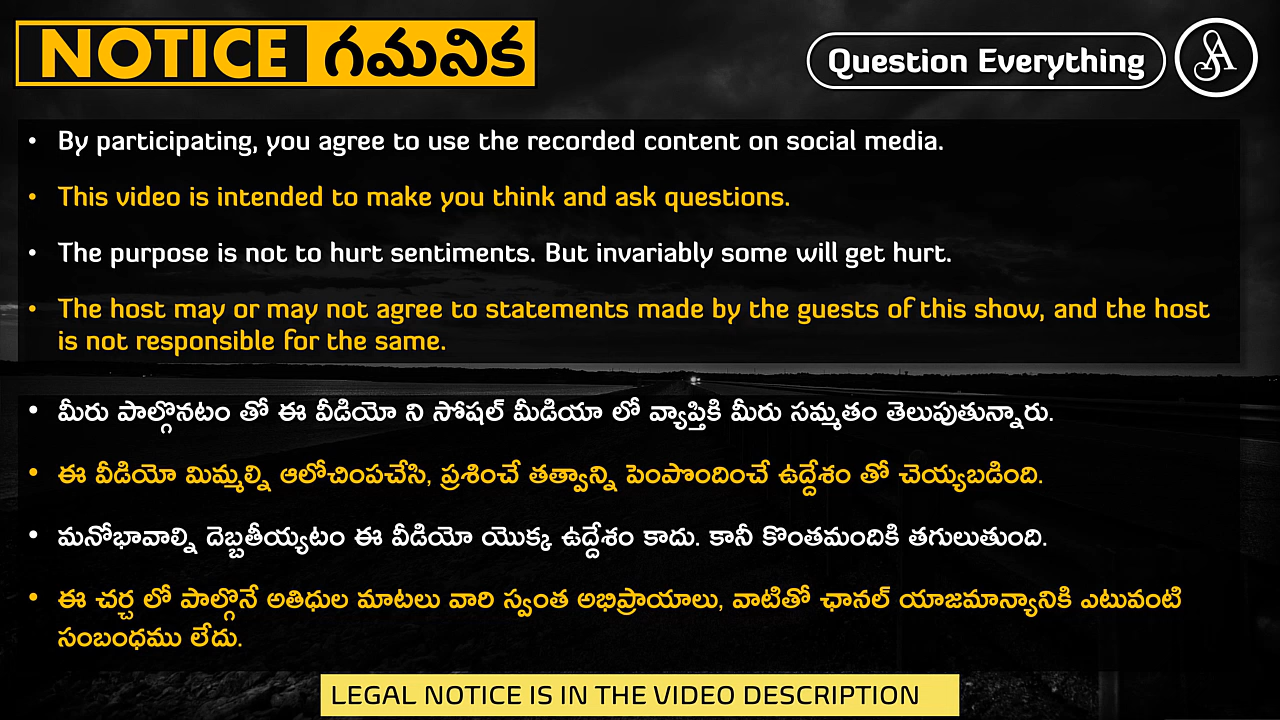 NOTICE గమనిక
Question Everything
• By participating, you agree to use the recorded content on social media.
• This video is intended to make you think and ask questions.
• The purpose is not to hurt sentiments. But invariably some will get hurt.
• The host may or may not agree to statements made by the guests of this show, and the host
is not responsible for the same.
• మీరు పాల్గొనటం తో ఈ వీడియో ని సోషల్ మీడియా లో వ్యాప్తికి మీరు సమ్మతం తెలుపుతున్నారు.
• ఈ వీడియో మిమ్మల్ని ఆలోచింపచేసి, ప్రశించే తత్వాన్ని పెంపొందించే ఉద్దేశం తో చెయ్యబడింది.
• మనోభావాల్ని దెబ్బతీయ్యటం ఈ వీడియో యొక్క ఉద్దేశం కాదు. కానీ కొంతమందికి తగులుతుంది.
• ఈ చర్చ లో పాల్గొనే అతిధుల మాటలు వారి స్వంత అభిప్రాయాలు, వాటితో ఛానల్ యాజమాన్యానికి ఎటువంటి
సంబంధము లేదు.
LEGAL NOTICE IS IN THE VIDEO DESCRIPTION